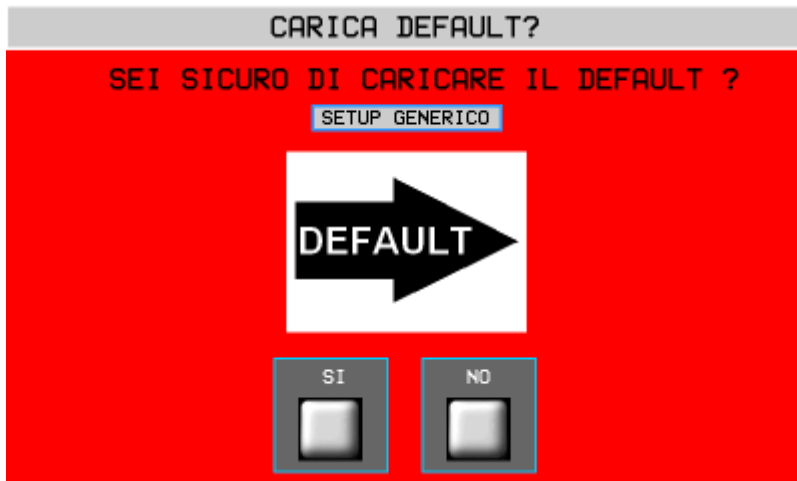 CARICA DEFAULT?
SEI SICURO DI CARICARE IL DEFAULT ?
SETUP GENERICO
DEFAULT
SI NO